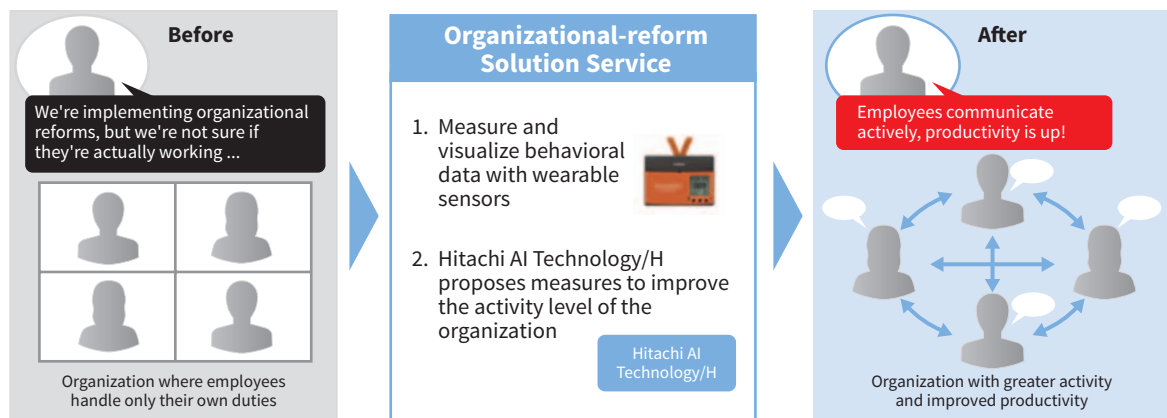 Before
We're implementing organizational
reforms, but we're not sure if
they're actually working ...
Organization where employees
handle only their own duties
Organizational-reform
Solution Service
1. Measure and
visualize behavioral
data with wearable
sensors
2. Hitachi AI Technology/H
proposes measures to improve
the activity level of the
organization
Hitachi AI
Technology/H
After
Employees communicate
actively, productivity is up!
Organization with greater activity
and improved productivity